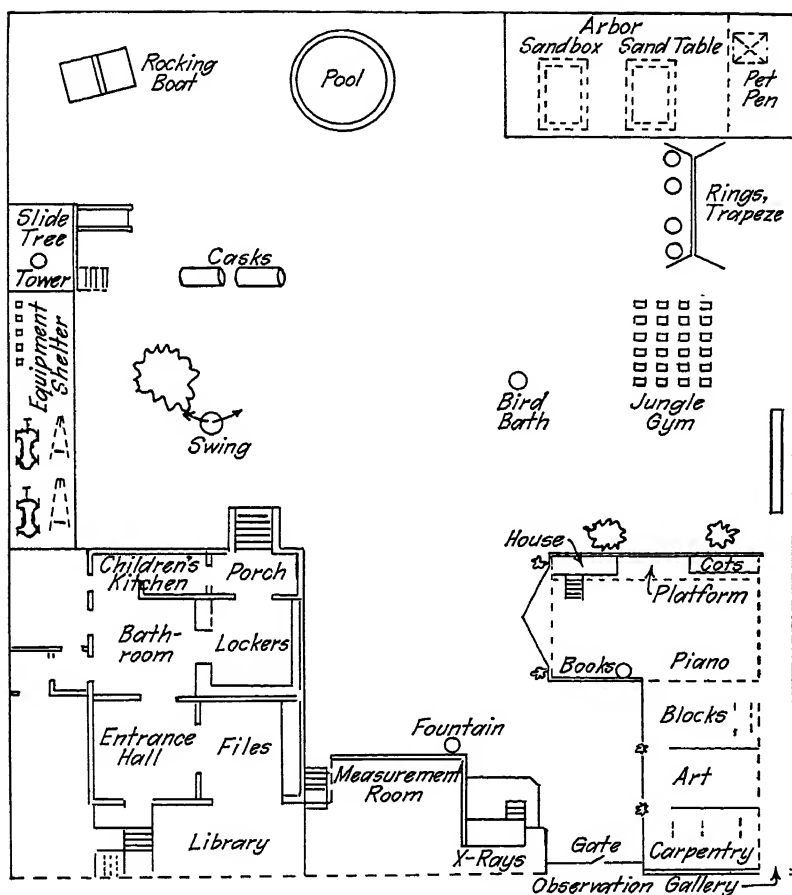 Arbor
Sandbox Sand Table
Pet
Pen
Rocking
Boat
Pool
Rings,
Trapeze
Slide
Tree
Tower
Casks
Equipment
Shelter
Swing
Bird
Bath
Jungle
Gym
House
Cots
Platform
Children's
Kitchen
Porch
Bath-
room
Lockers
Books
Piano
Blocks
Entrance
Hall
Files
Fountain
Measurement
Room
Art
Library
X-Rays
Gate
Carpentry
Observation Gallery